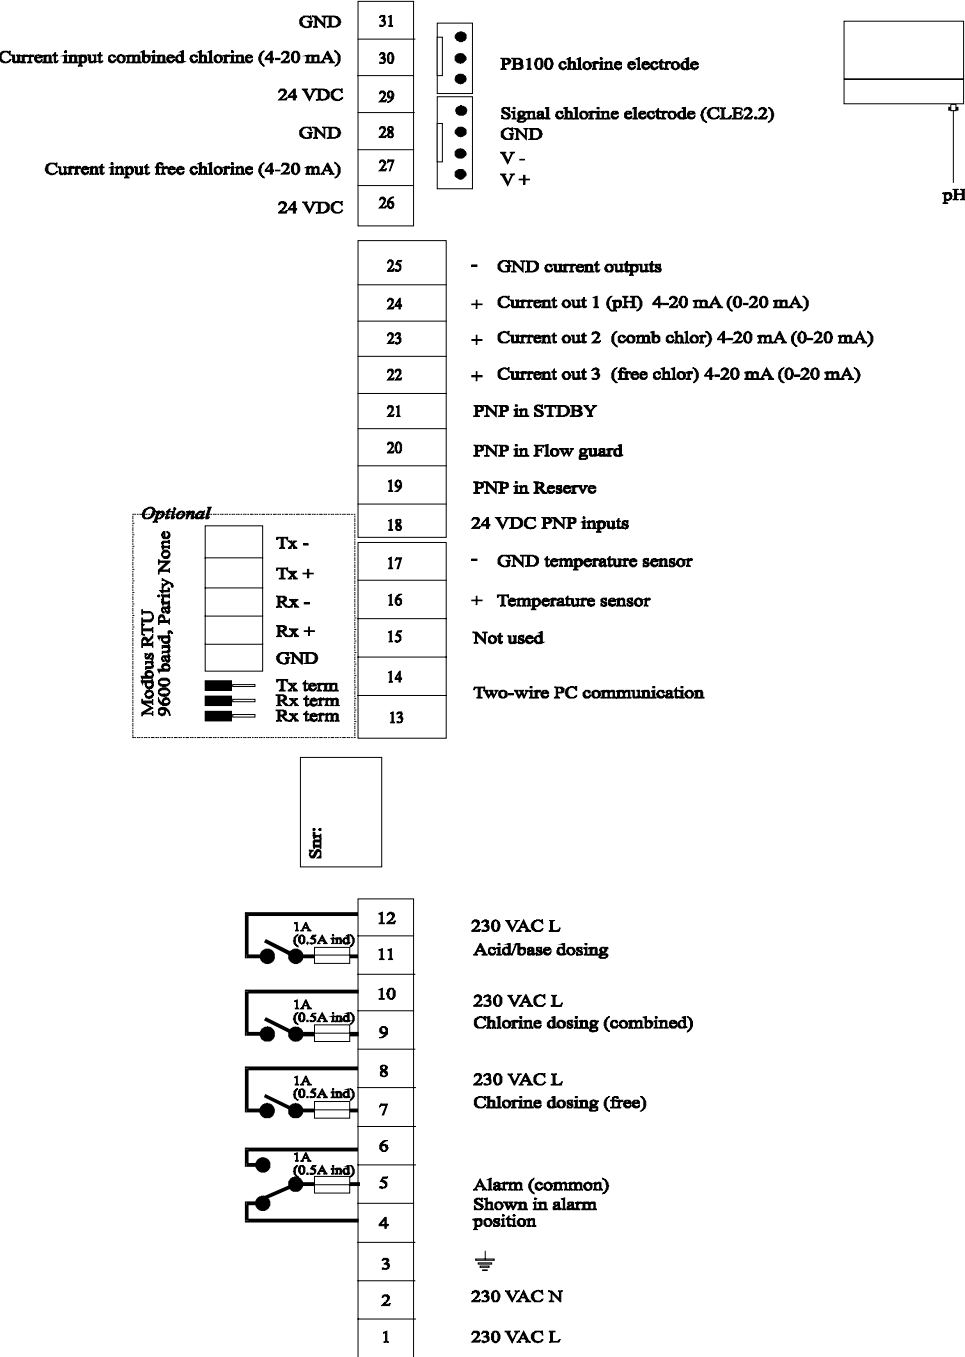 GND 31
Current input combined chlorine (4-20 mA) 30
24 VDC 29
GND 28
Current input free chlorine (4-20 mA) 27
24 VDC 26
PB100 chlorine electrode
Signal chlorine electrode (CLE2.2)
GND
V -
V +
pH
25 - GND current outputs
24 + Current out 1 (pH) 4-20 mA (0-20 mA)
23 + Current out 2 (comb chlor) 4-20 mA (0-20 mA)
22 + Current out 3 (free chlor) 4-20 mA (0-20 mA)
21 PNP in STDBY
20 PNP in Flow guard
19 PNP in Reserve
18 24 VDC PNP inputs
17 - GND temperature sensor
16 + Temperature sensor
15 Not used
14
Two-wire PC communication
13
Optional
Modbus RTU
9600 baud, Parity None
Tx -
Tx +
Rx -
Rx +
GND
Tx term
Rx term
Rx term
Snr:
12
1A
(0.5A ind)
230 VAC L
11 Acid/base dosing
10
1A
(0.5A ind)
230 VAC L
9 Chlorine dosing (combined)
8
1A
(0.5A ind)
230 VAC L
7 Chlorine dosing (free)
6
1A
(0.5A ind)
5 Alarm (common)
Shown in alarm
position
4
3
2 230 VAC N
1 230 VAC L